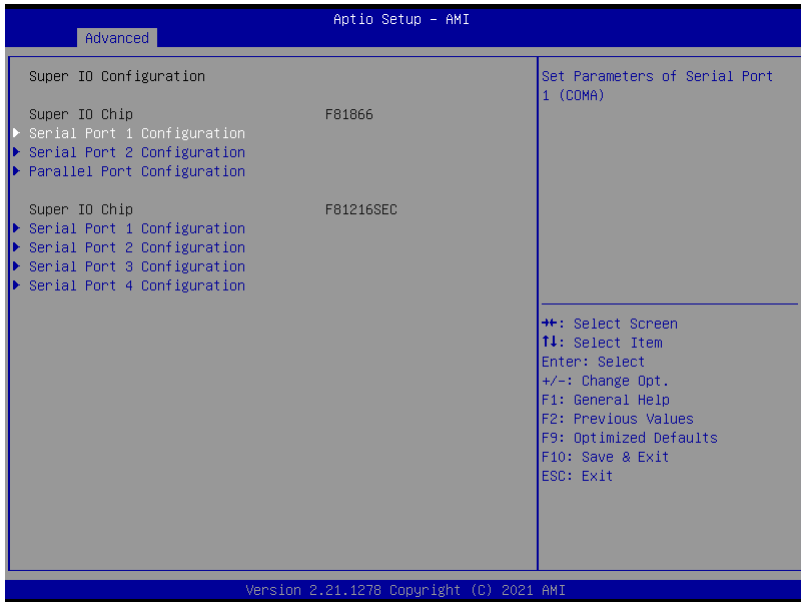 Aptio Setup - AMI
Advanced
Super IO Configuration
Super IO Chip F81866
Serial Port 1 Configuration
Serial Port 2 Configuration
Parallel Port Configuration
Super IO Chip F81216SEC
Serial Port 1 Configuration
Serial Port 2 Configuration
Serial Port 3 Configuration
Serial Port 4 Configuration
Set Parameters of Serial Port
1 (COMA)
→←: Select Screen
↑↓: Select Item
Enter: Select
+/-: Change Opt.
F1: General Help
F2: Previous Values
F9: Optimized Defaults
F10: Save & Exit
ESC: Exit
Version 2.21.1278 Copyright (C) 2021 AMI